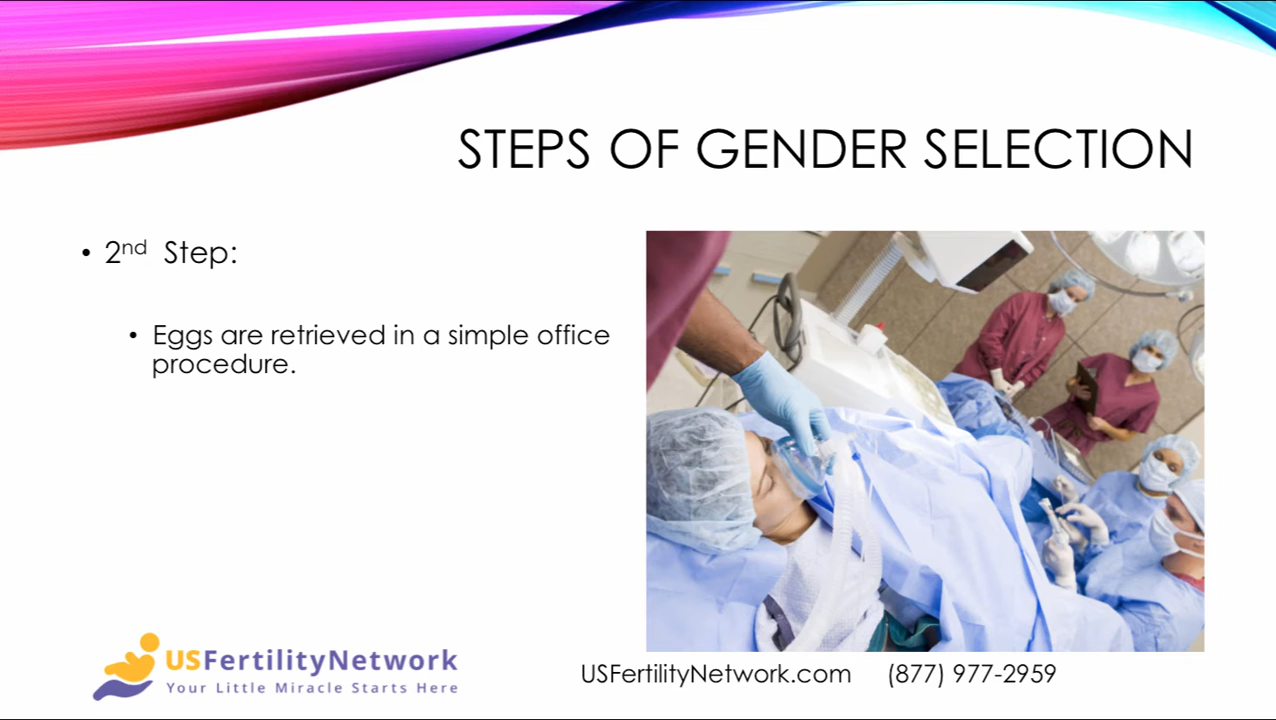 STEPS OF GENDER SELECTION
• 2nd Step:
• Eggs are retrieved in a simple office
procedure.
USFertilityNetwork
Your Little Miracle Starts Here
USFertilityNetwork.com (877) 977-2959